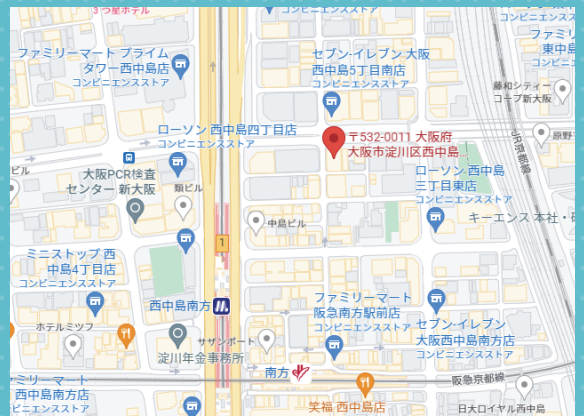 3 つ星ホテル
コンビニエンスストア
コンビニエンスストア
ファミリーマート プライム
タワー西中島店
コンビニエンスストア
セブン-イレブン 大阪
西中島5丁目南店
コンビニエンスストア
ファミリ
東中島
コンビニ
藤和シティー
コープ新大阪
ローソン 西中島四丁目店
コンビニエンスストア
〒532-0011 大阪府
大阪市淀川区西中島...
JR京都線
原野
ビル
大阪PCR検査
センター 新大阪
類ビル
ローソン 西中島
三丁目東店
コンビニエンスストア
中島ビル
キーエンス 本社・
1
ミニストップ 西
中島4丁目店
コンビニエンスストア
西中島南方
ファミリーマート
阪急南方駅前店
コンビニエンスストア
セブン-イレブン
大阪西中島南方店
コンビニエンスストア
ホテルミツフ
サザンポート
淀川年金事務所
南方
阪急京都線
ミリーマート
西中島南方店
ビニエンスストア
笑福 西中島店
日大ロイヤル西中島